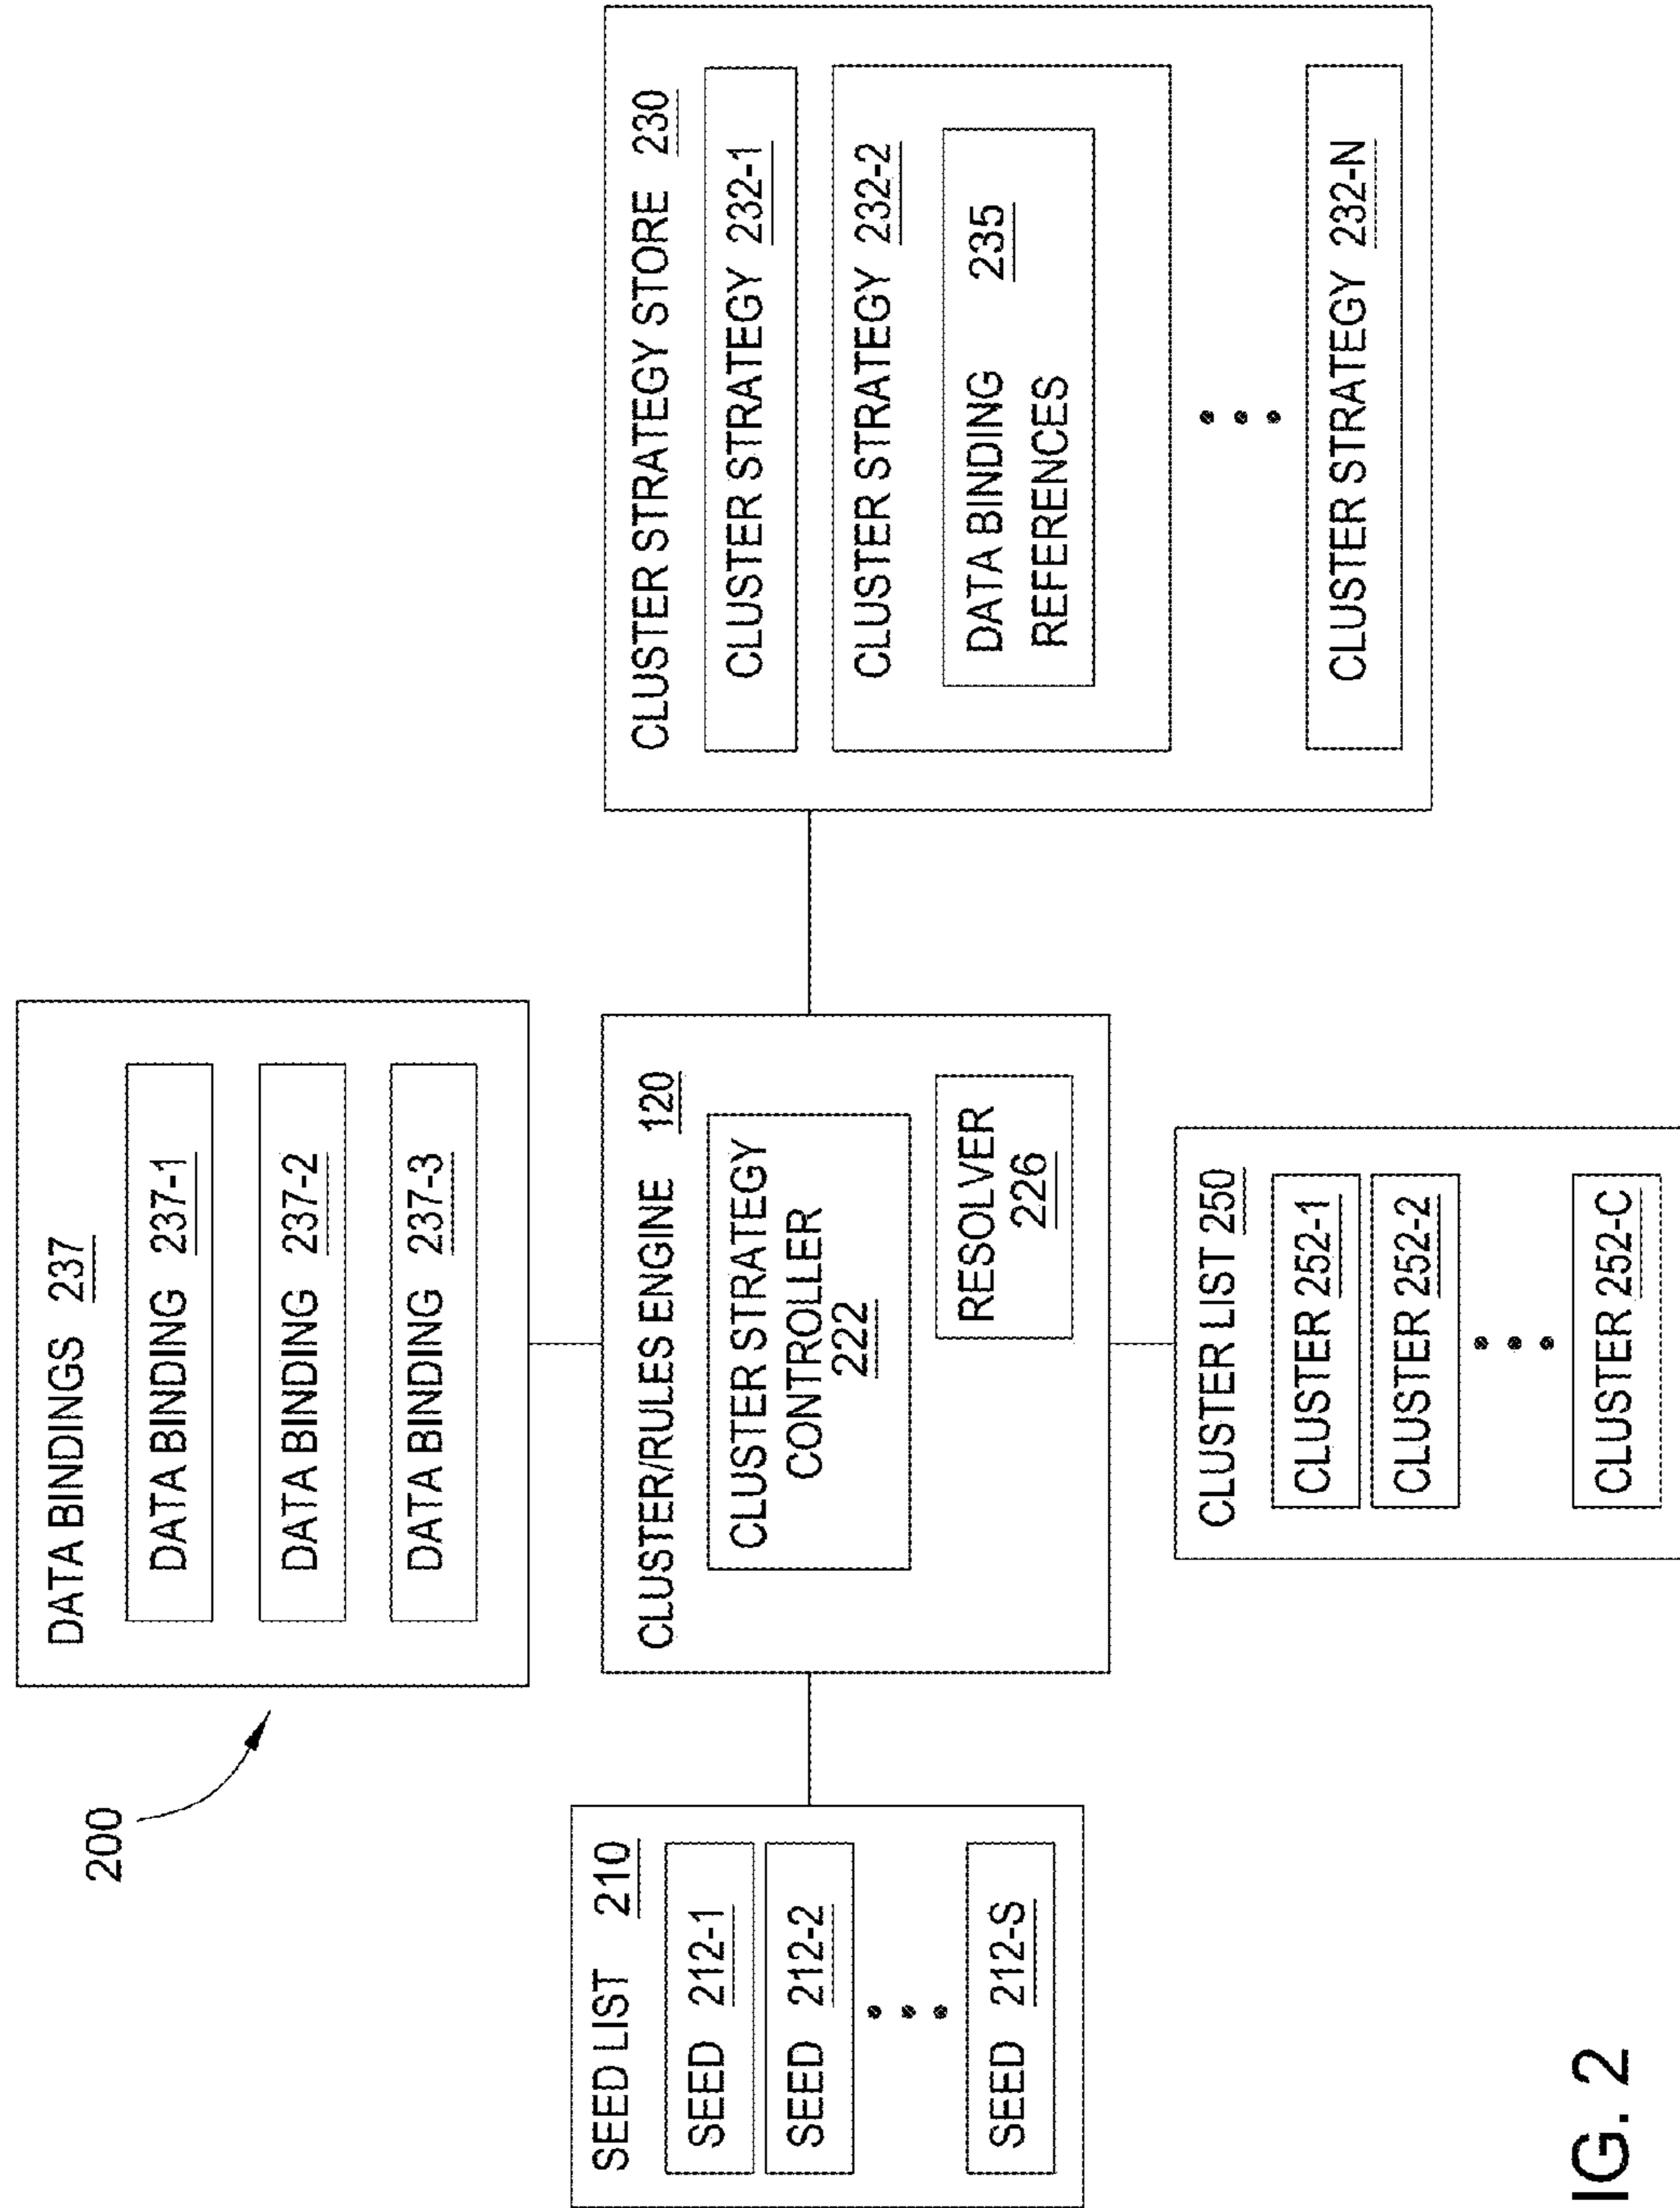 200
DATA BINDINGS 237
DATA BINDING 237-1
DATA BINDING 237-2
DATA BINDING 237-3
SEED LIST 210
SEED 212-1
SEED 212-2
SEED 212-S
CLUSTER/RULES ENGINE 120
CLUSTER STRATEGY
CONTROLLER
222
RESOLVER
226
CLUSTER STRATEGY STORE 230
CLUSTER STRATEGY 232-1
CLUSTER STRATEGY 232-2
DATA BINDING 235
REFERENCES
CLUSTER STRATEGY 232-N
CLUSTER LIST 250
CLUSTER 252-1
CLUSTER 252-2
CLUSTER 252-C
IG. 2